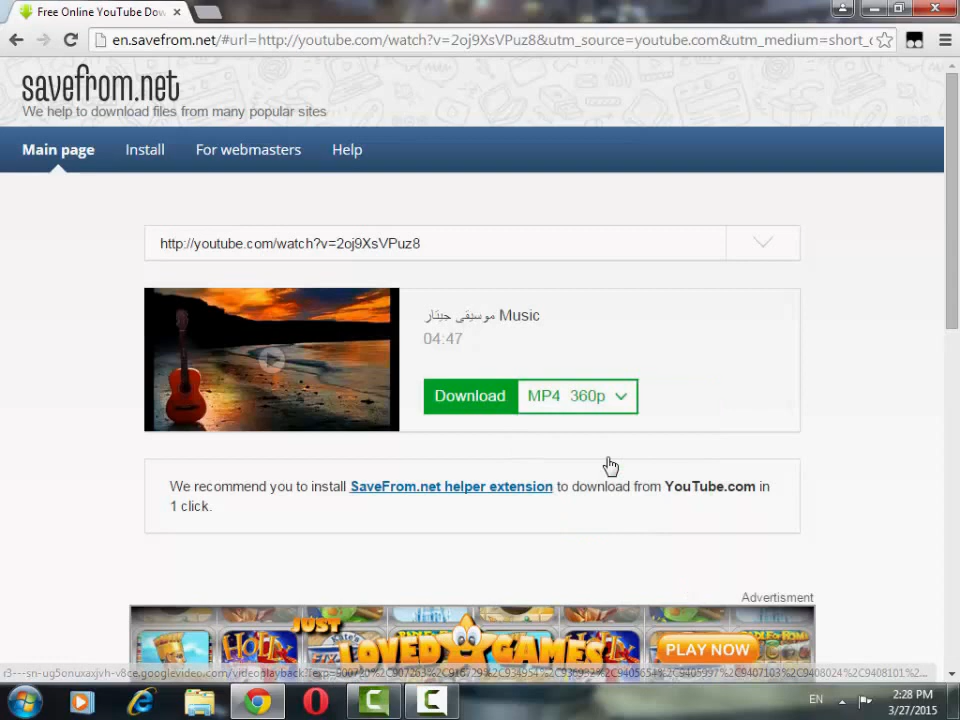 Free Online YouTube Dow
en.savefrom.net/#url=http://youtube.com/watch?v=2oj9XsVPuz8&utm_source=youtube.com&utm_medium=short_
savefrom.net
We help to download files from many popular sites
Main page Install For webmasters Help
http://youtube.com/watch?v=2oj9XsVPuz8
موسيقى جيتار Music
04:47
Download MP4 360p
We recommend you to install SaveFrom.net helper extension to download from YouTube.com in
1 click.
Advertisment
JUST
LOVED GAMES
PLAY NOW
EN
2:28 PM
3/27/2015